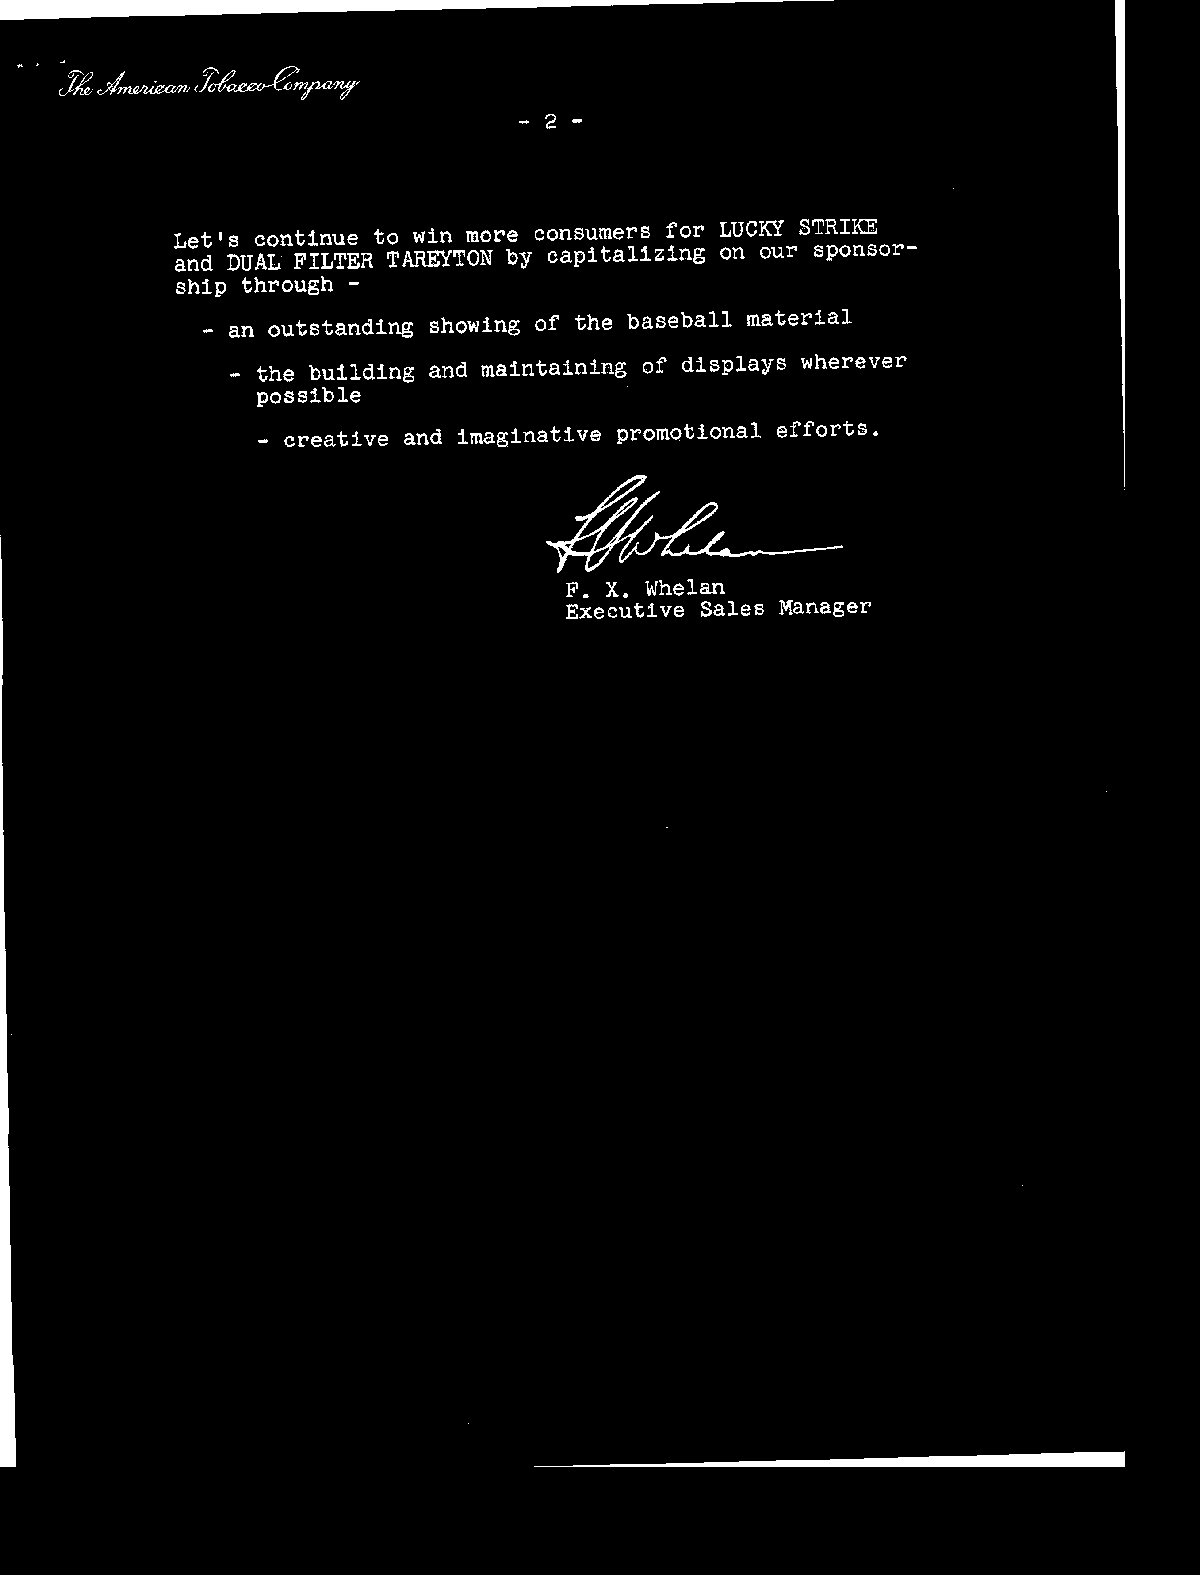 The American Tobacco Company
- 2 -
Let's continue to win more consumers for LUCKY STRIKE
and DUAL FILTER TAREYTON by capitalizing on our sponsor-
ship through -
- an outstanding showing of the baseball material
- the building and maintaining of displays wherever
possible
- creative and imaginative promotional efforts.
F X Whelan
F. X. Whelan
Executive Sales Manager